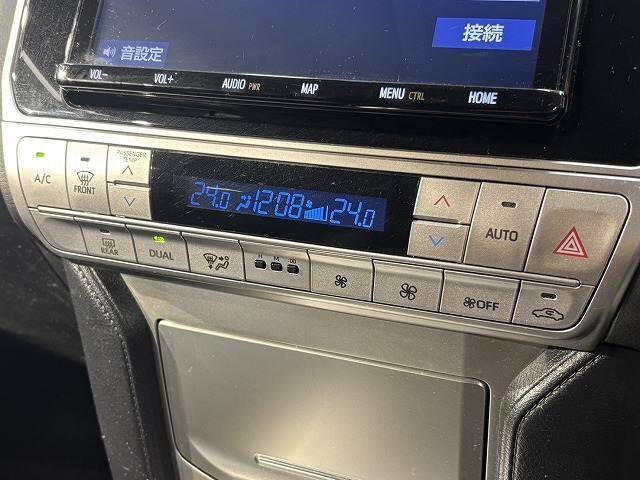 接続
音設定
VOL− VOL+ AUDIO PWR MAP MENU CTRL HOME
A/C FRONT PASSENGER TEMP 24.0 12:08 24.0 AUTO
REAR DUAL H M OFF